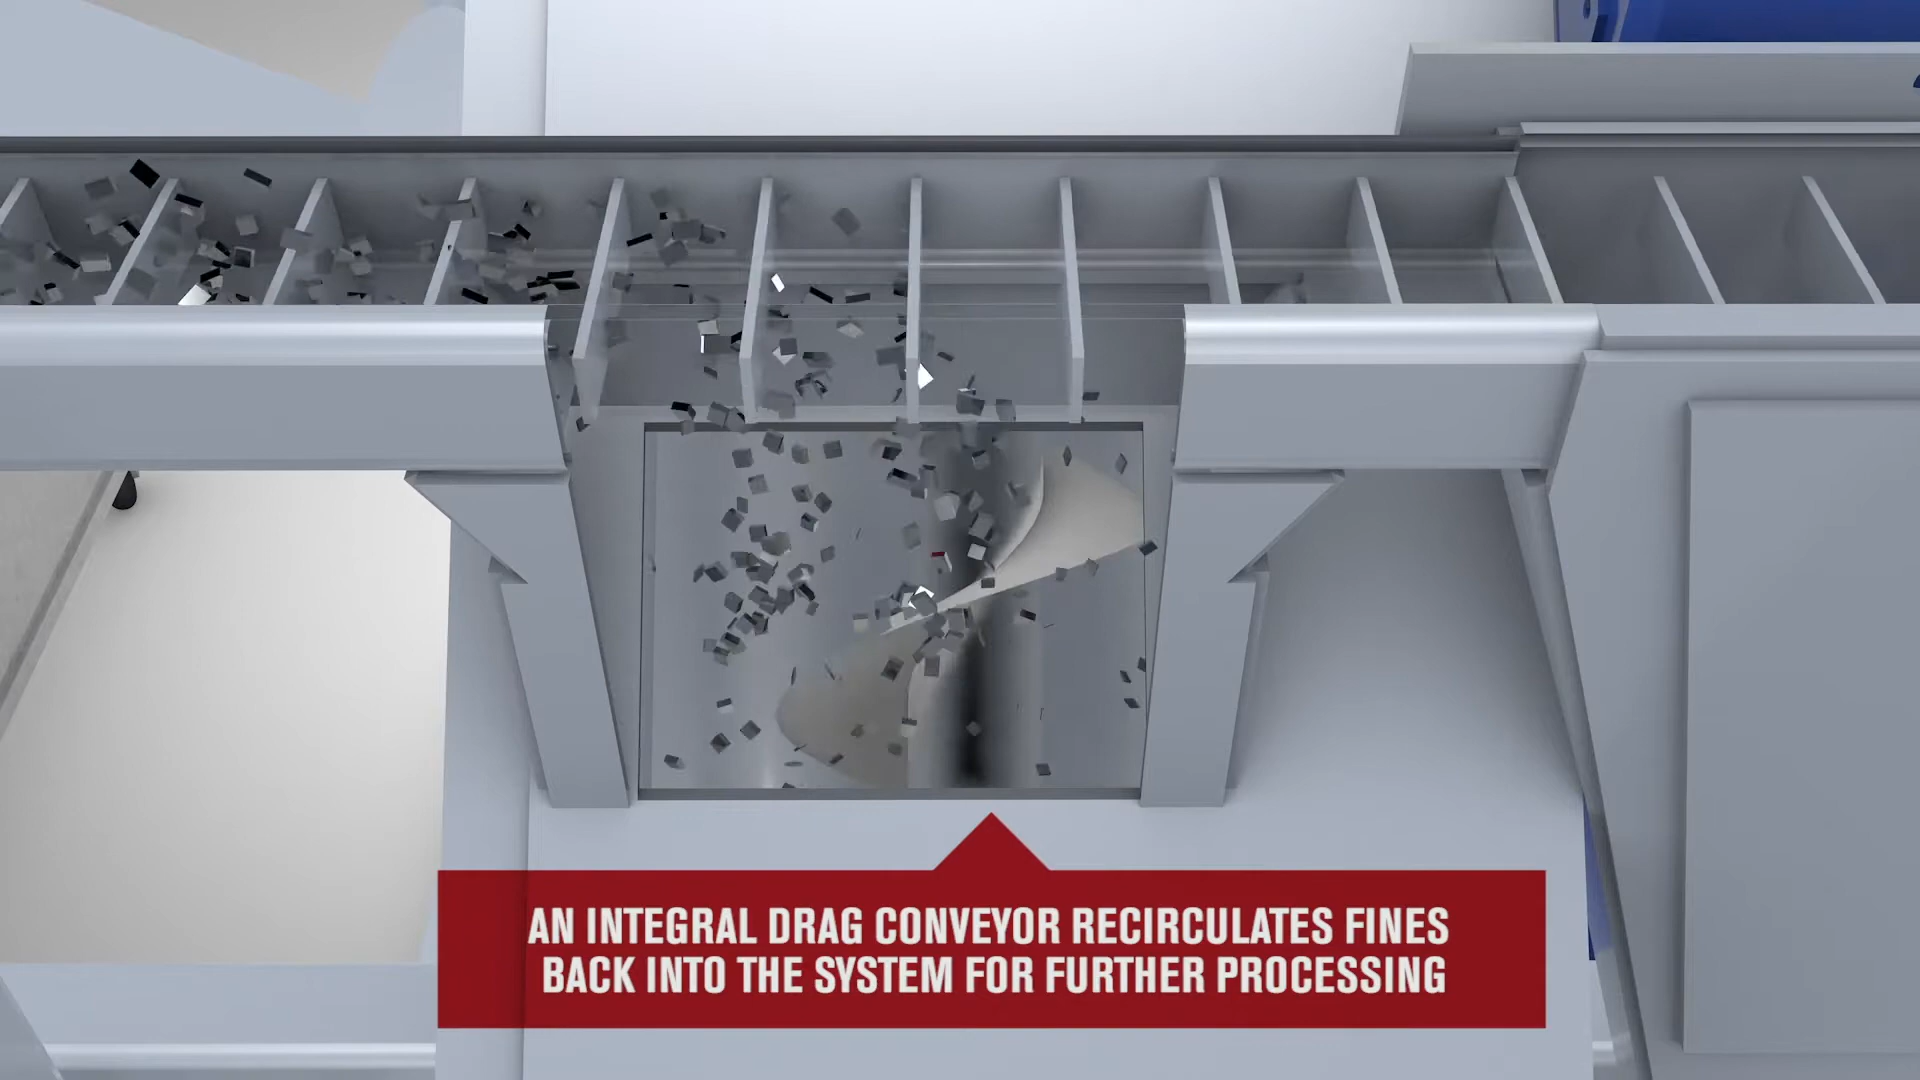 AN INTEGRAL DRAG CONVEYOR RECIRCULATES FINES
BACK INTO THE SYSTEM FOR FURTHER PROCESSING